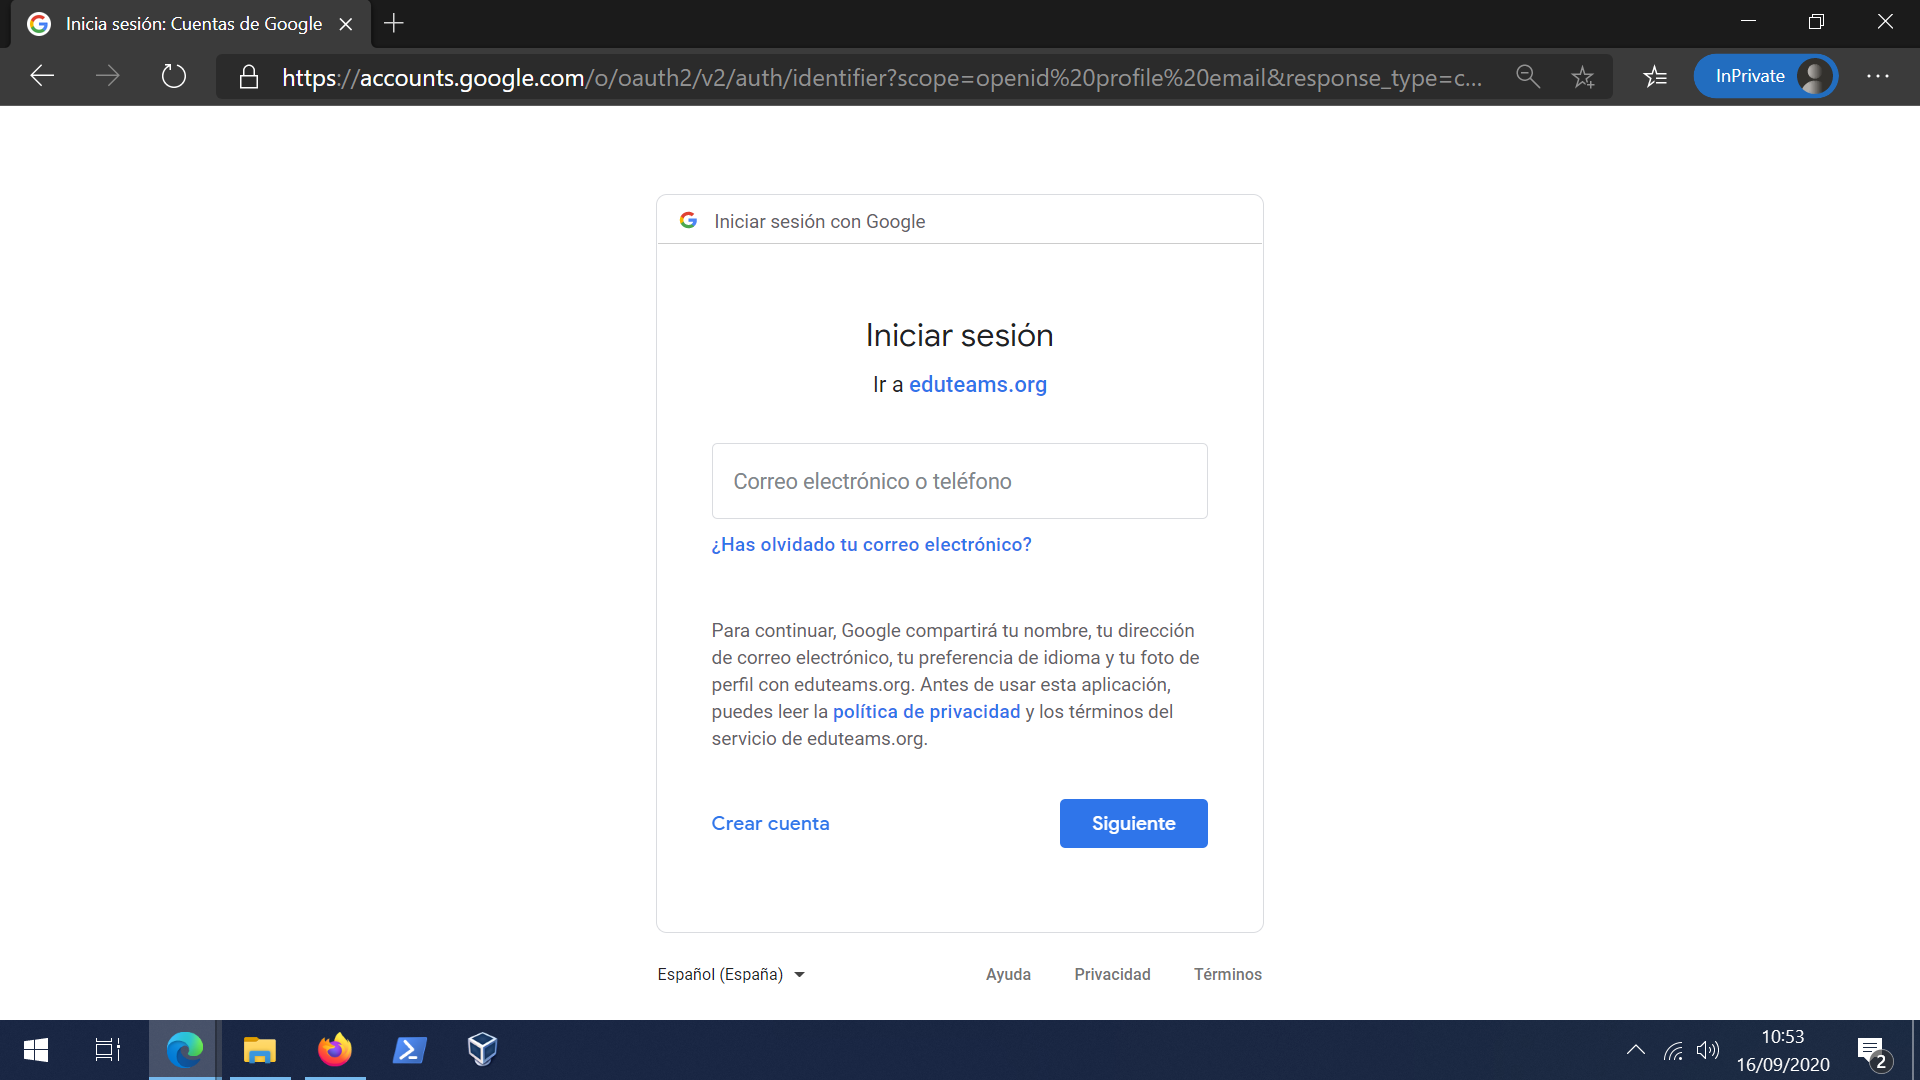 Inicia sesión: Cuentas de Google
https://accounts.google.com/o/oauth2/v2/auth/identifier?scope=openid%20profile%20email&response_type=c...
InPrivate
Iniciar sesión con Google
Iniciar sesión
Ir a eduteams.org
Correo electrónico o teléfono
¿Has olvidado tu correo electrónico?
Para continuar, Google compartirá tu nombre, tu dirección
de correo electrónico, tu preferencia de idioma y tu foto de
perfil con eduteams.org. Antes de usar esta aplicación,
puedes leer la política de privacidad y los términos del
servicio de eduteams.org.
Crear cuenta
Siguiente
Español (España)
Ayuda
Privacidad
Términos
10:53
16/09/2020
2